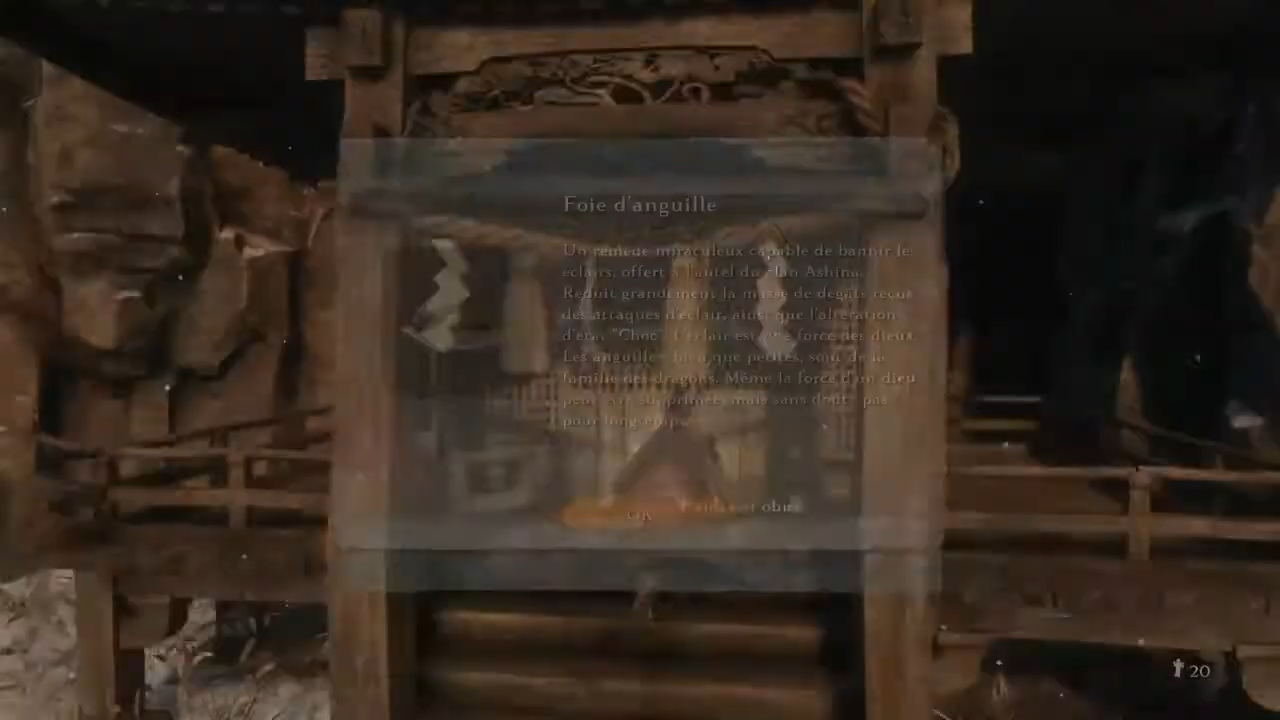 Foie d'anguille
Un remède miraculeux capable de bannir le
éclairs, offert à l'autel du clan Ashina.
Réduit grandement la masse de dégâts reçus
des attaques d'éclair, ainsi que l'altération
d'état "Choc". L'éclair est une force des dieux.
Les anguilles, bien que petites, sont de la
famille des dragons. Même la force d'un dieu
peut être supprimée, mais sans doute pas
pour longtemps.
20